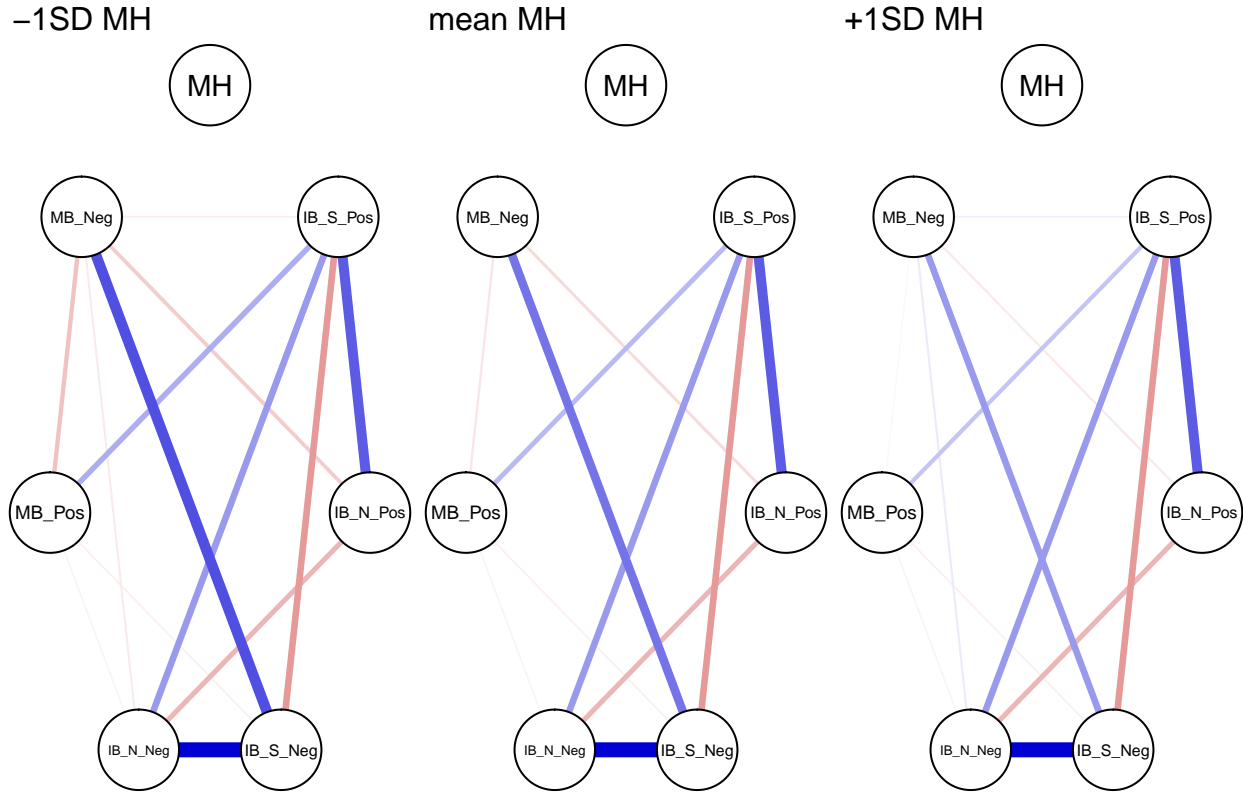 –1SD MH
mean MH
+1SD MH
MH
MH
MH
MB_Neg
IB_S_Pos
MB_Neg
IB_S_Pos
MB_Neg
IB_S_Pos
MB_Pos
IB_N_Pos
MB_Pos
IB_N_Pos
MB_Pos
IB_N_Pos
IB_N_Neg
IB_S_Neg
IB_N_Neg
IB_S_Neg
IB_N_Neg
IB_S_Neg